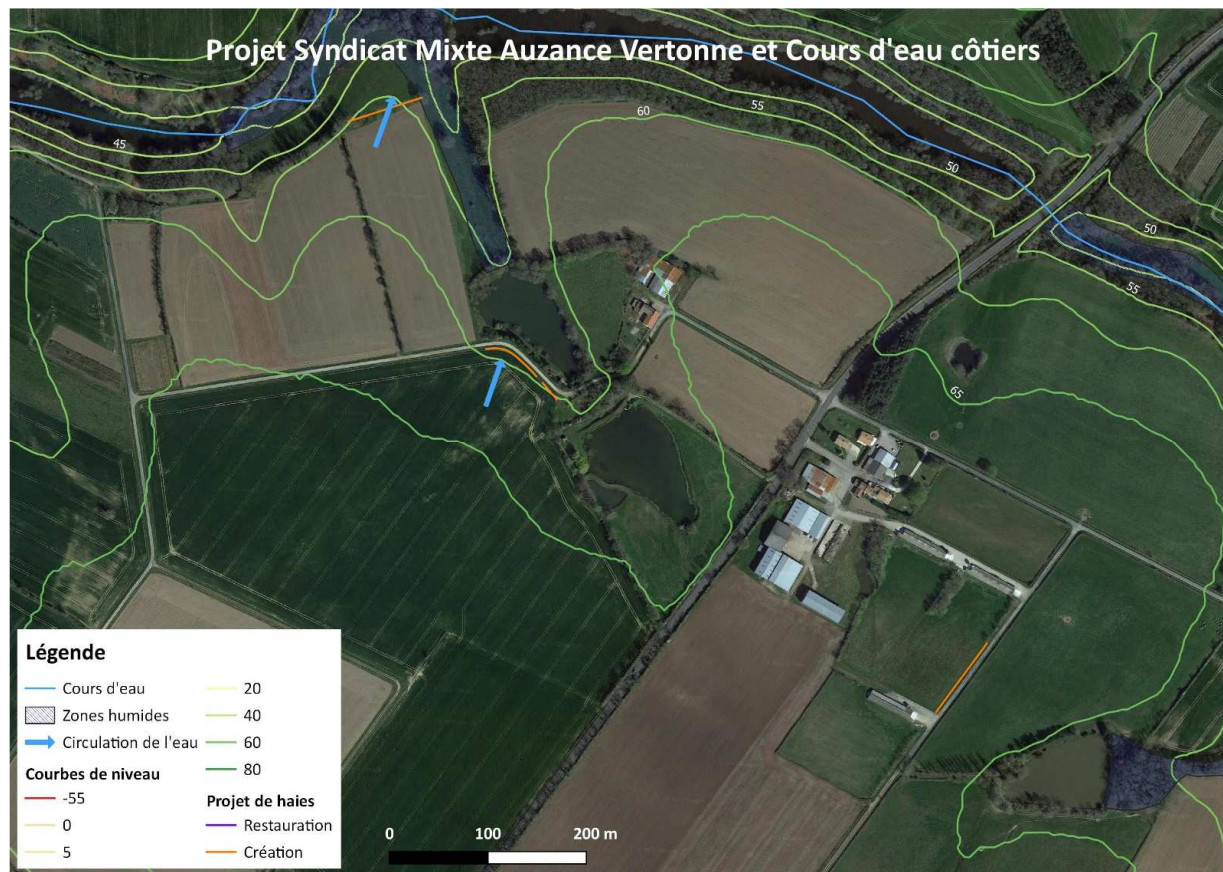 Projet Syndicat Mixte Auzance Vertonne et Cours d'eau côtiers
55
60
45
50
50
55
65
Légende
Cours d'eau
Zones humides
Circulation de l'eau
Courbes de niveau
-55
0
5
20
40
60
80
Projet de haies
Restauration
Création
0 100 200 m